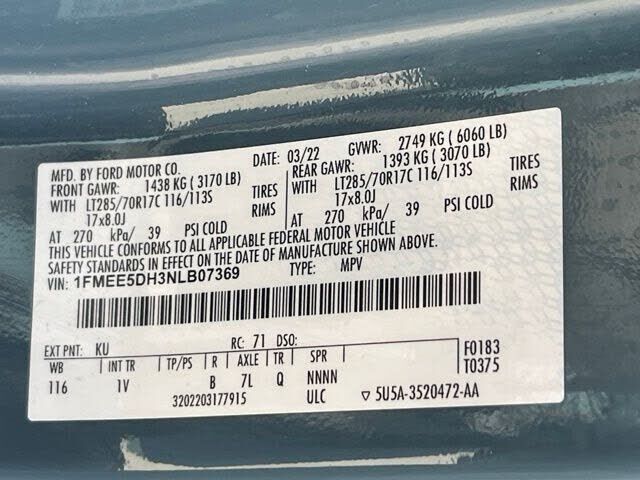 MFD. BY FORD MOTOR CO.
DATE: 03/22 GVWR: 2749 KG ( 6060 LB)
FRONT GAWR: 1438 KG ( 3170 LB) REAR GAWR: 1393 KG ( 3070 LB)
WITH LT285/70R17C 116/113S TIRES WITH LT285/70R17C 116/113S TIRES
17x8.0J RIMS 17x8.0J RIMS
AT 270 kPa/ 39 PSI COLD AT 270 kPa/ 39 PSI COLD
THIS VEHICLE CONFORMS TO ALL APPLICABLE FEDERAL MOTOR VEHICLE
SAFETY STANDARDS IN EFFECT ON THE DATE OF MANUFACTURE SHOWN ABOVE.
VIN: 1FMEE5DH3NLB07369 TYPE: MPV
EXT PNT: KU RC: 71 DSO: F0183
WB INT TR TP/PS R AXLE TR SPR T0375
116 1V B 7L Q NNNN
3202203177915 ULC ▽ 5U5A-3520472-AA